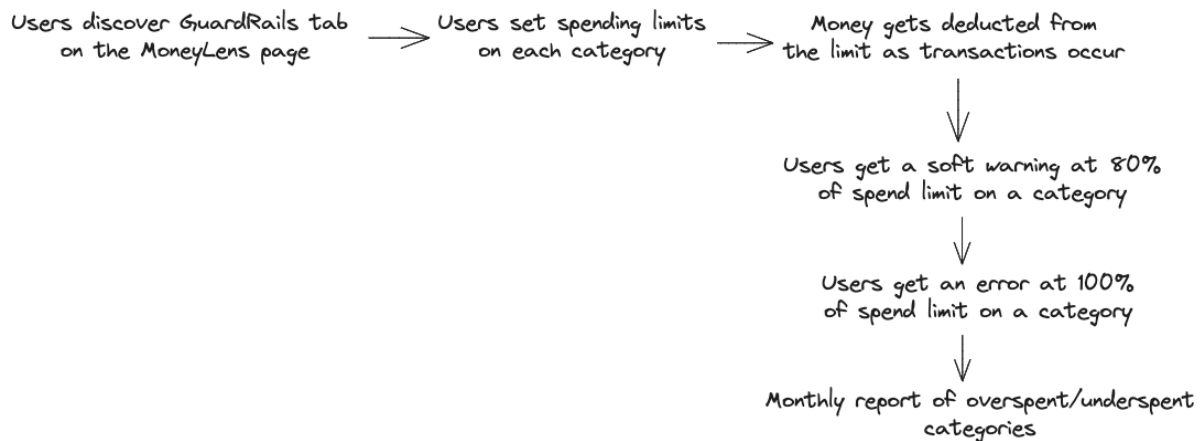 Users discover GuardRails tab
on the MoneyLens page
Users set spending limits
on each category
Money gets deducted from
the limit as transactions occur
Users get a soft warning at 80%
of spend limit on a category
Users get an error at 100%
of spend limit on a category
Monthly report of overspent/underspent
categories